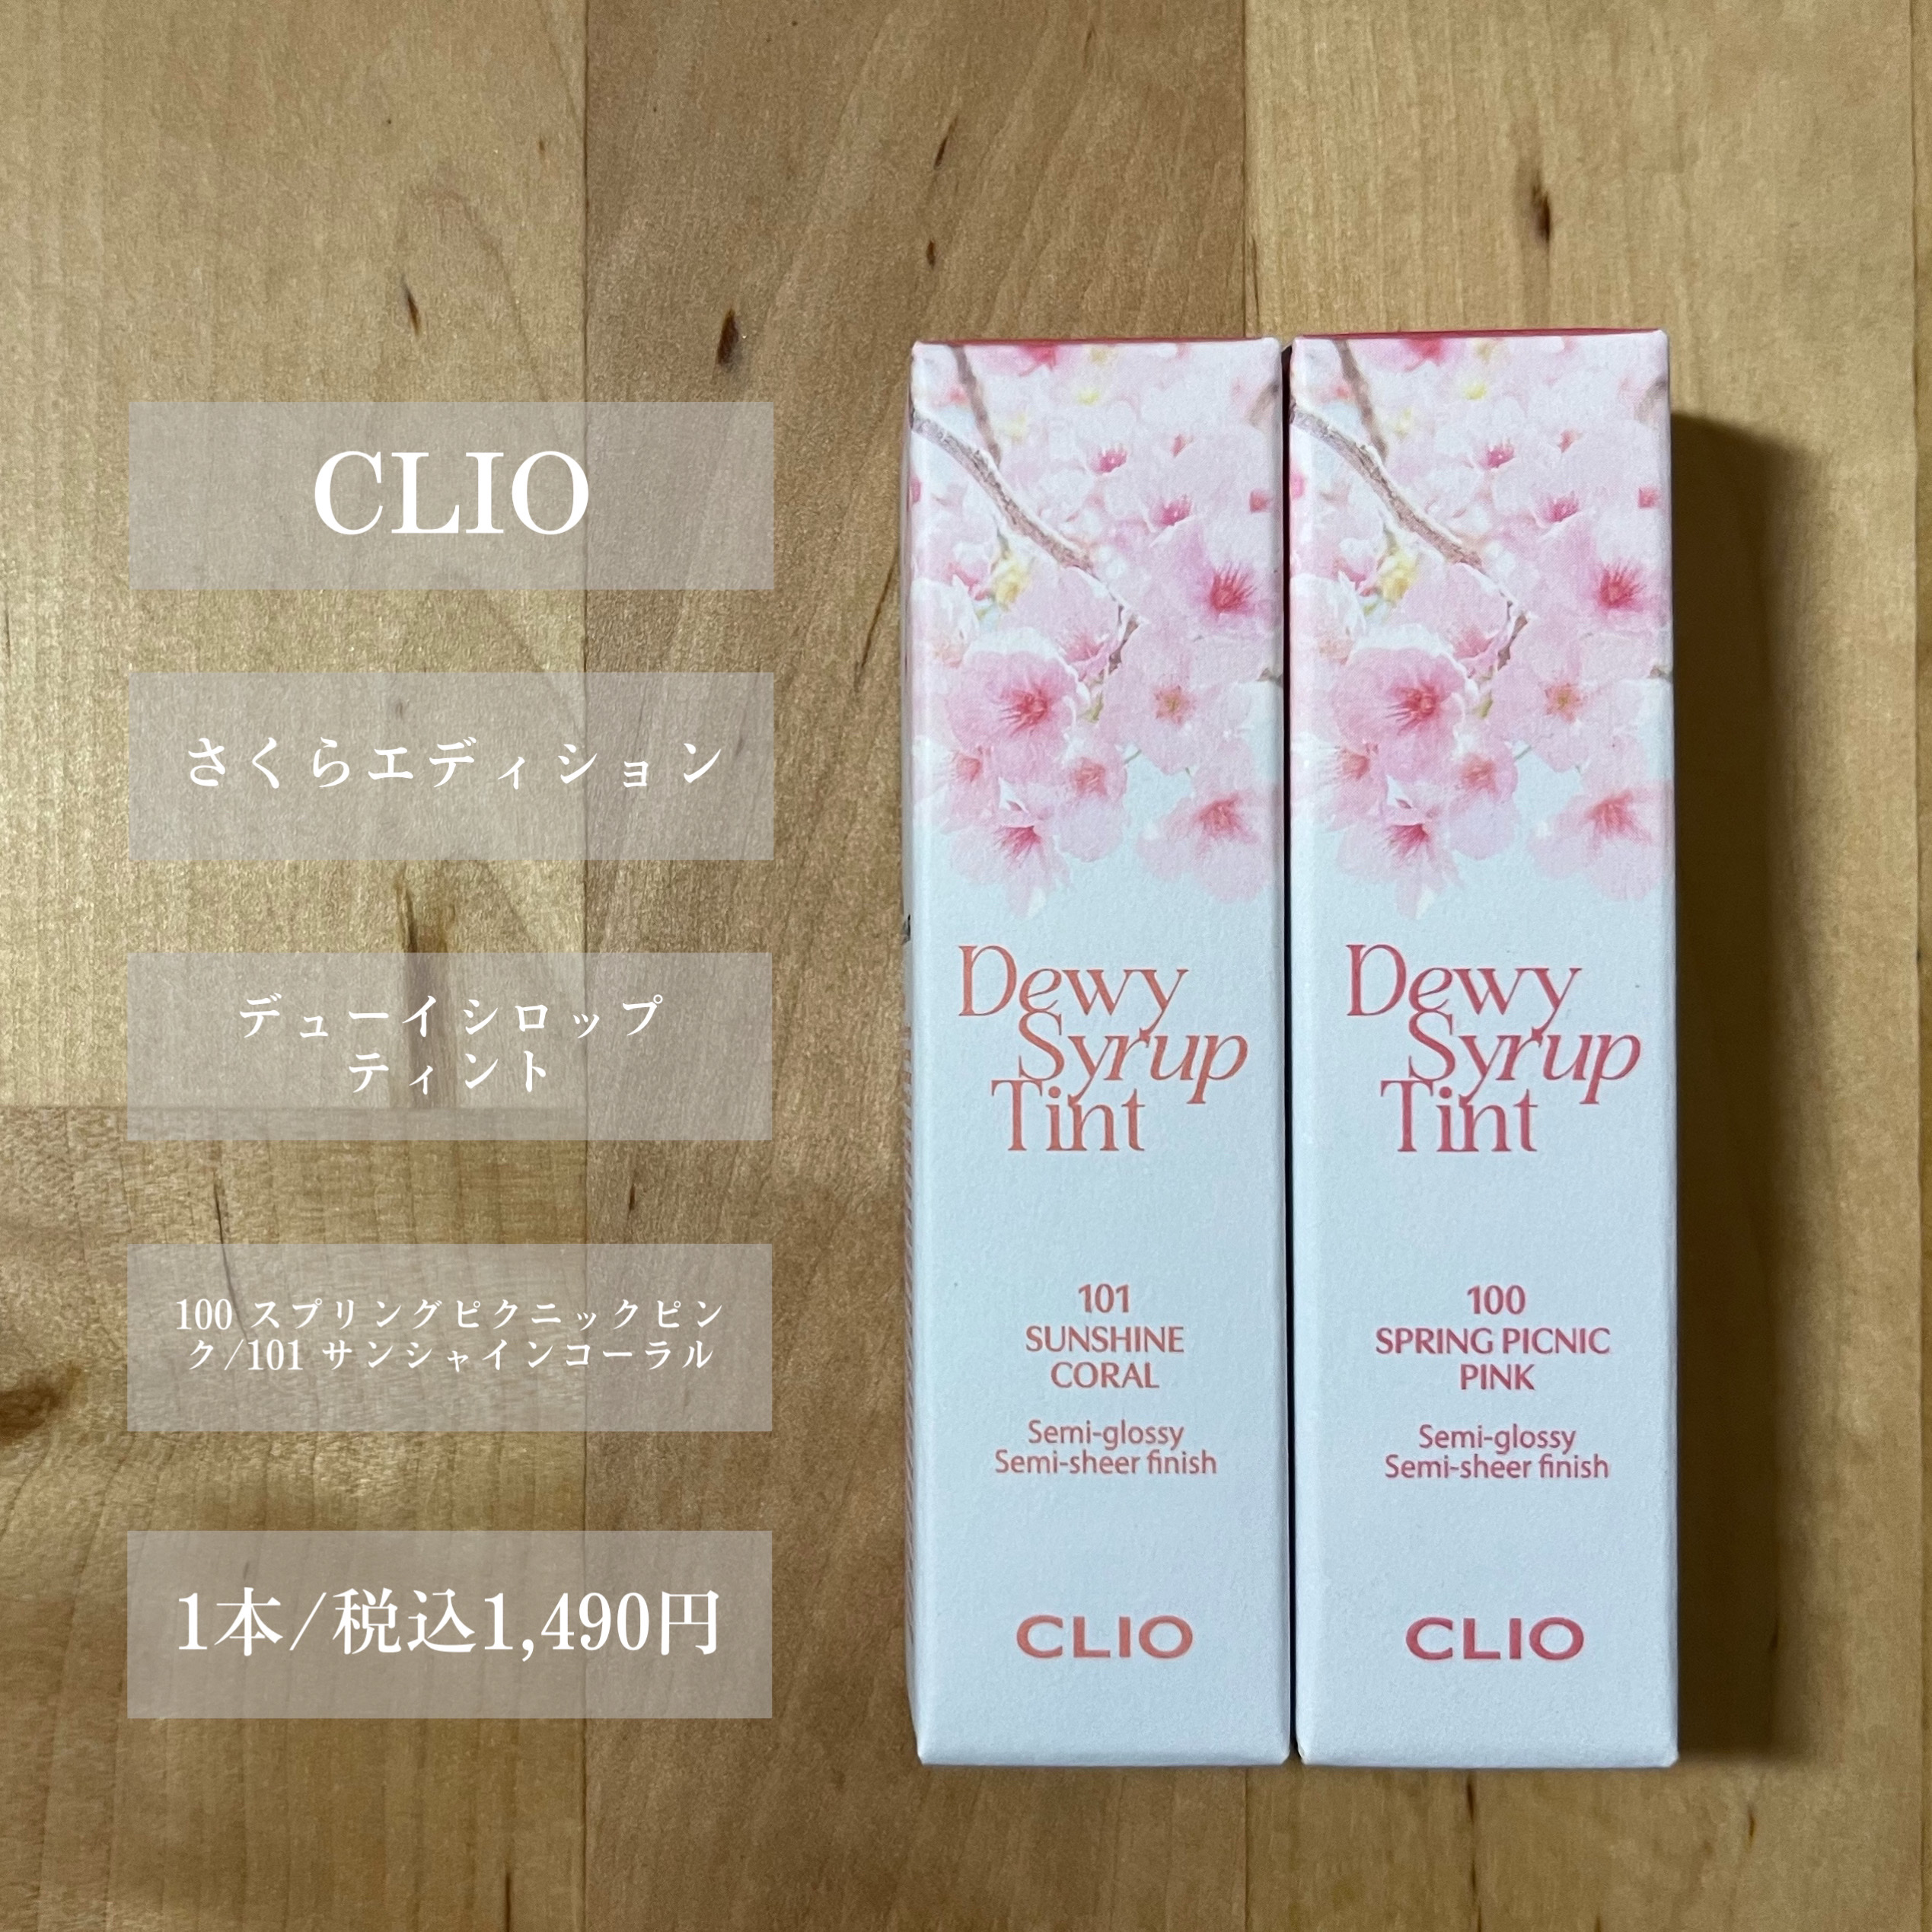 CLIO
さくらエディション
デューイシロップ
ティント
100 スプリングピクニックピン
ク/101 サンシャインコーラル
1本/税込1,490円
Dewy
Syrup
Tint
101
SUNSHINE
CORAL
Semi-glossy
Semi-sheer finish
CLIO
Dewy
Syrup
Tint
100
SPRING PICNIC
PINK
Semi-glossy
Semi-sheer finish
CLIO